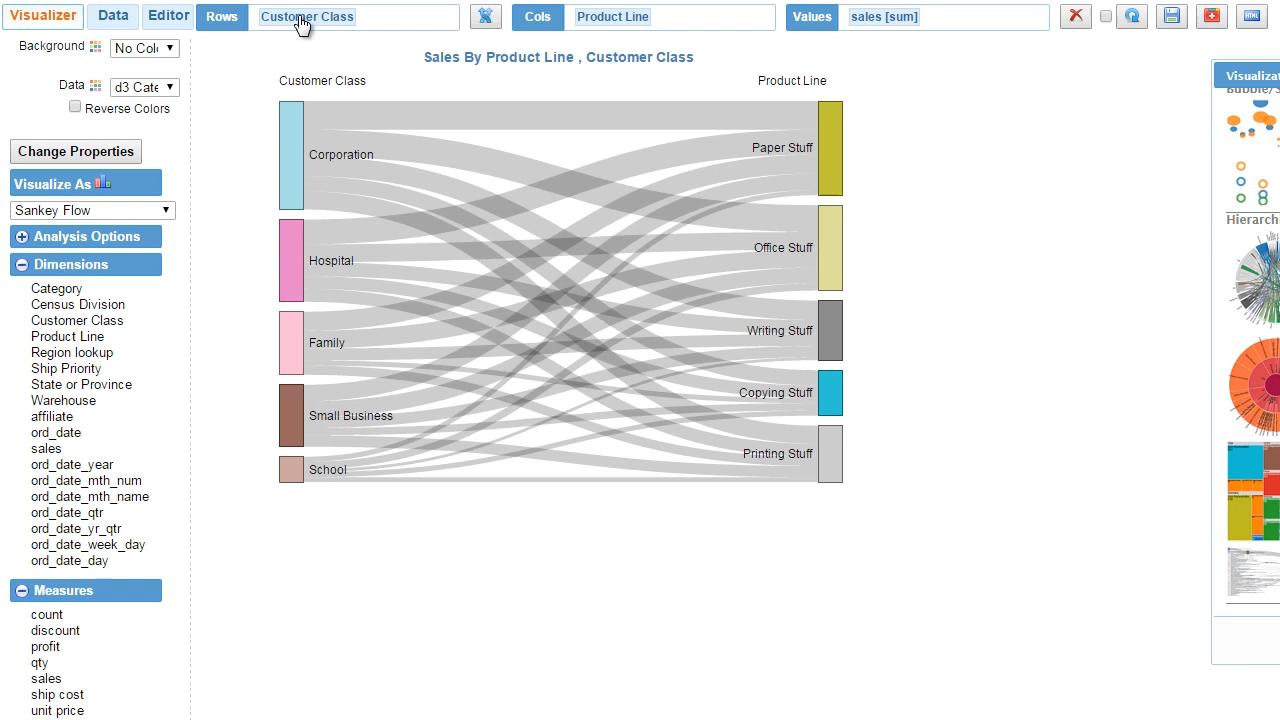 Visualizer Data Editor Rows Customer Class Cols Product Line Values sales [sum]
Background No Colo
Data d3 Cate
Reverse Colors
Change Properties
Visualize As
Sankey Flow
Analysis Options
Dimensions
Category
Census Division
Customer Class
Product Line
Region lookup
Ship Priority
State or Province
Warehouse
affiliate
ord_date
sales
ord_date_year
ord_date_mth_num
ord_date_mth_name
ord_date_qtr
ord_date_yr_qtr
ord_date_week_day
ord_date_day
Measures
count
discount
profit
qty
sales
ship cost
unit price
Sales By Product Line , Customer Class
Customer Class
Product Line
Corporation
Hospital
Family
Small Business
School
Paper Stuff
Office Stuff
Writing Stuff
Copying Stuff
Printing Stuff
Visualizat
Bubble/S
Hierarch